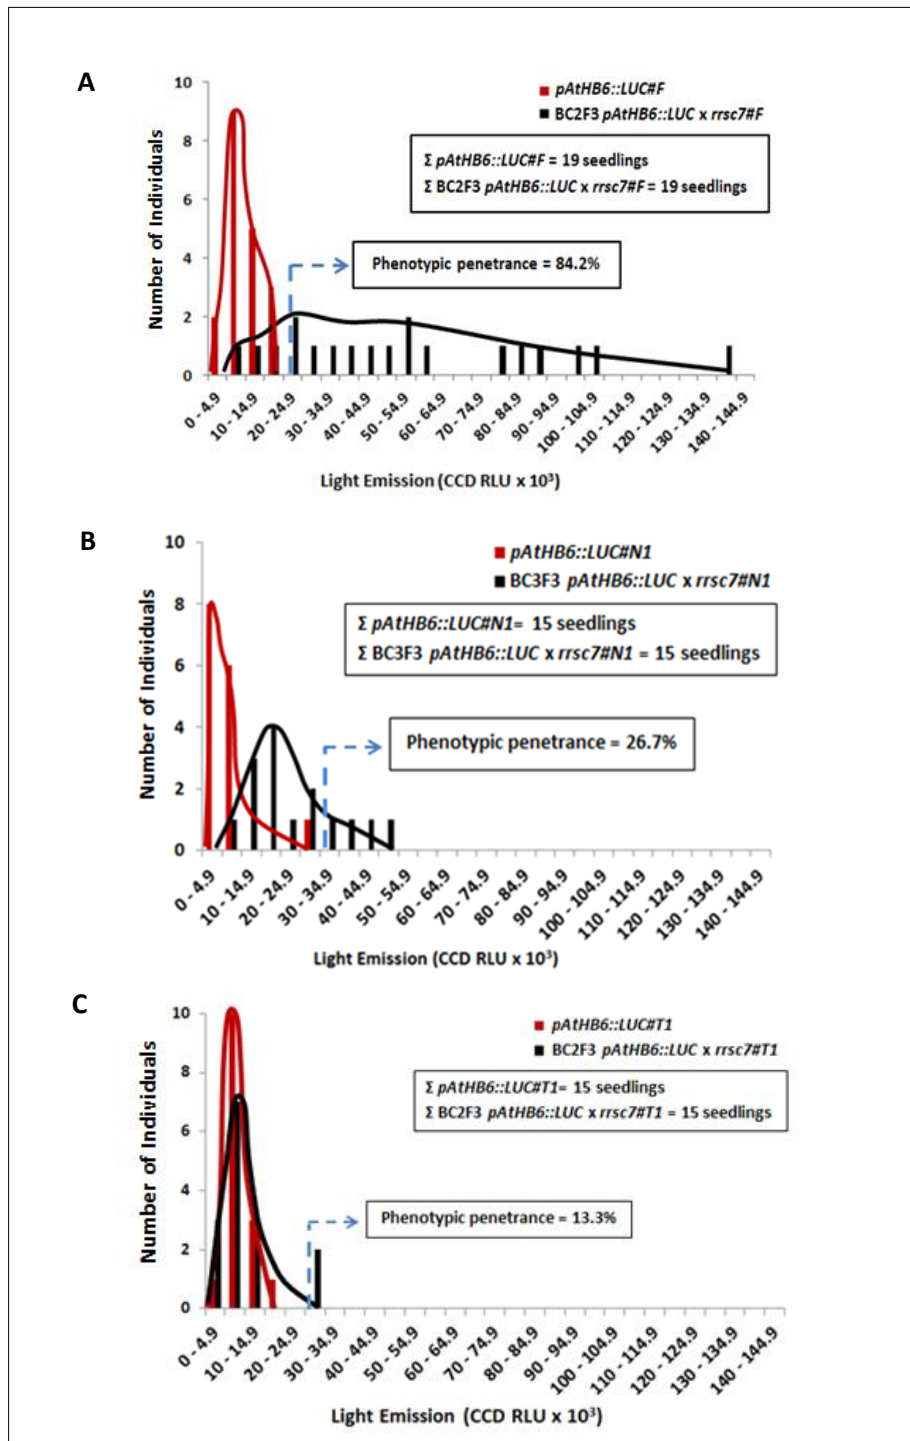 A
10
8
6
4
2
0
Number of Individuals
pAtHB6::LUC#F
BC2F3 pAtHB6::LUC x rrsc7#F
Σ pAtHB6::LUC#F = 19 seedlings
Σ BC2F3 pAtHB6::LUC x rrsc7#F = 19 seedlings
Phenotypic penetrance = 84.2%
0 - 4.9
10 - 14.9
20 - 24.9
30 - 34.9
40 - 44.9
50 - 54.9
60 - 64.9
70 - 74.9
80 - 84.9
90 - 94.9
100 - 104.9
110 - 114.9
120 - 124.9
130 - 134.9
140 - 144.9
Light Emission (CCD RLU x 10³)
B
10
8
6
4
2
0
Number of Individuals
pAtHB6::LUC#N1
BC3F3 pAtHB6::LUC x rrsc7#N1
Σ pAtHB6::LUC#N1= 15 seedlings
Σ BC3F3 pAtHB6::LUC x rrsc7#N1 = 15 seedlings
Phenotypic penetrance = 26.7%
0 - 4.9
10 - 14.9
20 - 24.9
30 - 34.9
40 - 44.9
50 - 54.9
60 - 64.9
70 - 74.9
80 - 84.9
90 - 94.9
100 - 104.9
110 - 114.9
120 - 124.9
130 - 134.9
140 - 144.9
Light Emission (CCD RLU x 10³)
C
10
8
6
4
2
0
Number of Individuals
pAtHB6::LUC#T1
BC2F3 pAtHB6::LUC x rrsc7#T1
Σ pAtHB6::LUC#T1= 15 seedlings
Σ BC2F3 pAtHB6::LUC x rrsc7#T1 = 15 seedlings
Phenotypic penetrance = 13.3%
0 - 4.9
10 - 14.9
20 - 24.9
30 - 34.9
40 - 44.9
50 - 54.9
60 - 64.9
70 - 74.9
80 - 84.9
90 - 94.9
100 - 104.9
110 - 114.9
120 - 124.9
130 - 134.9
140 - 144.9
Light Emission (CCD RLU x 10³)